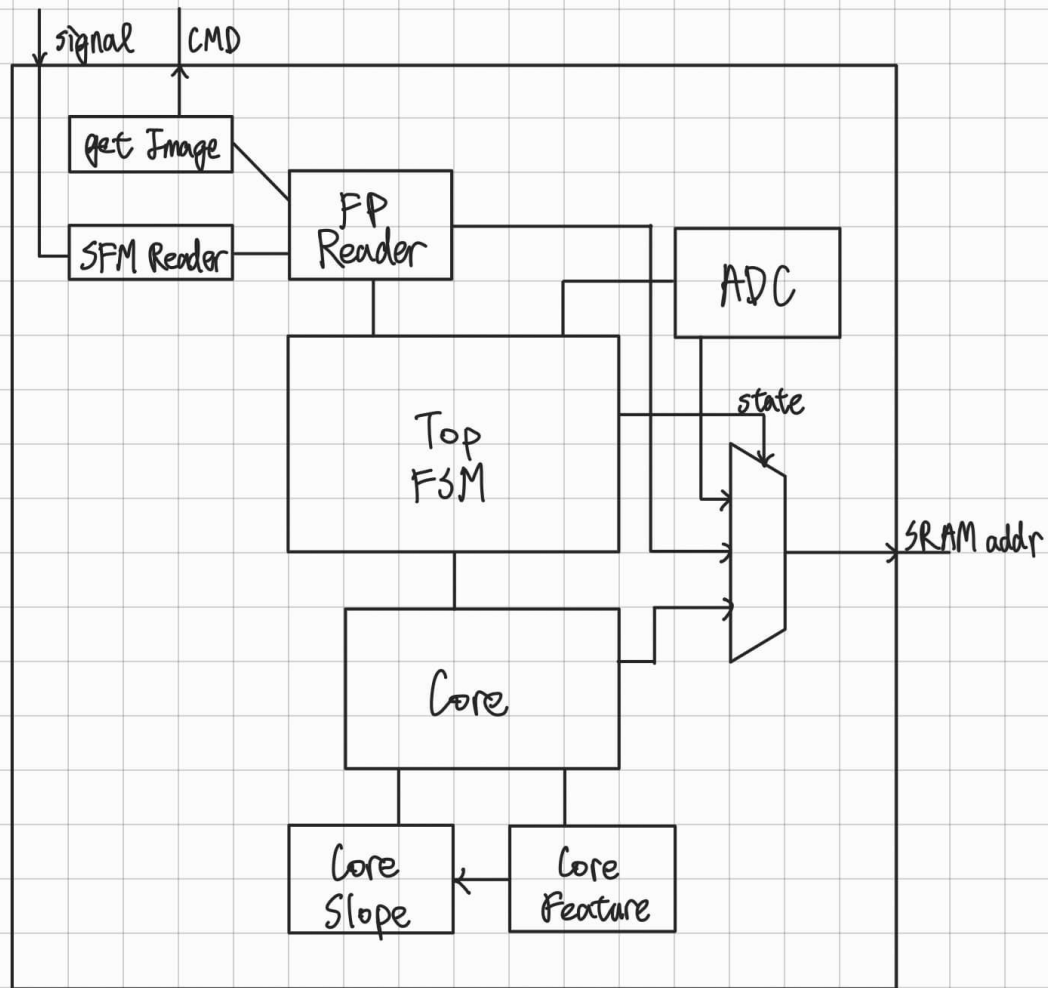 signal
CMD
get Image
SFM Reader
FP
Reader
ADC
state
Top
FSM
SRAM addr
Core
Core
Slope
Core
Feature